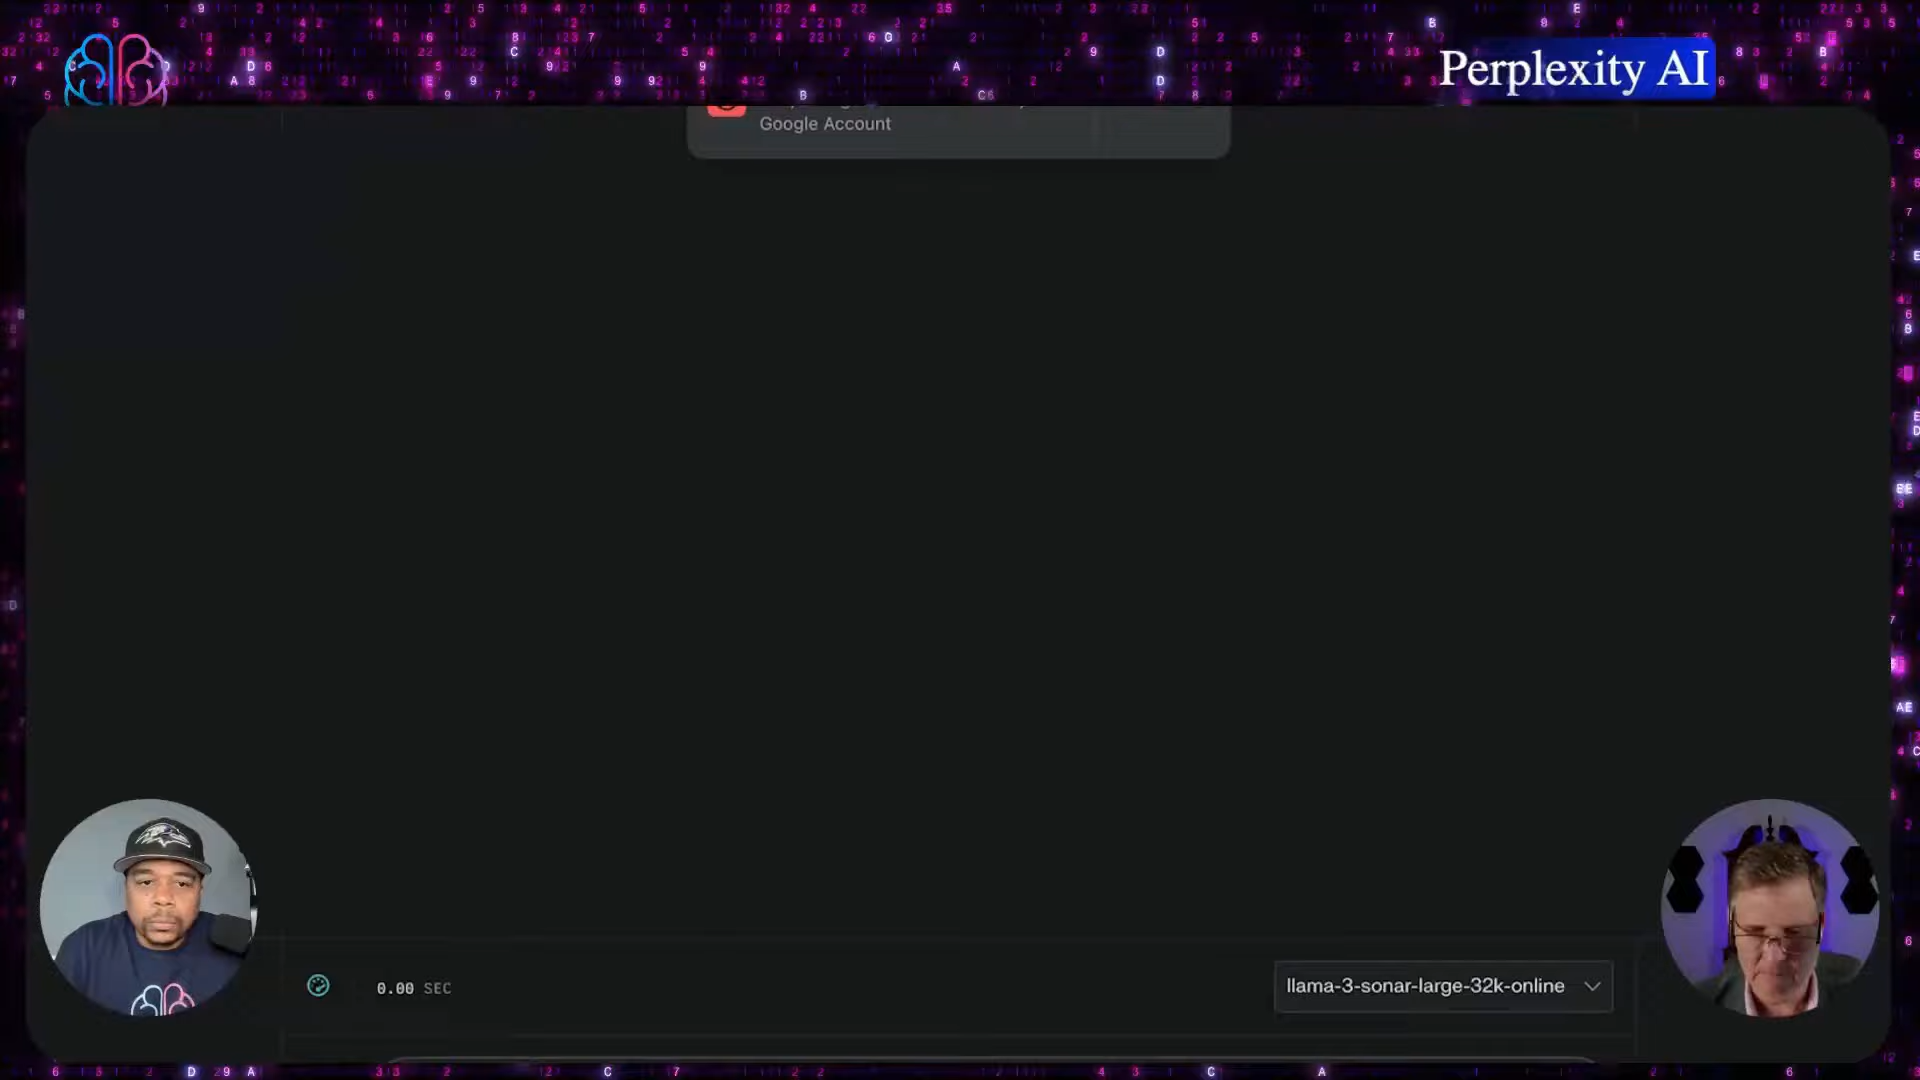 Perplexity AI
Google Account
0.00 SEC
llama-3-sonar-large-32k-online